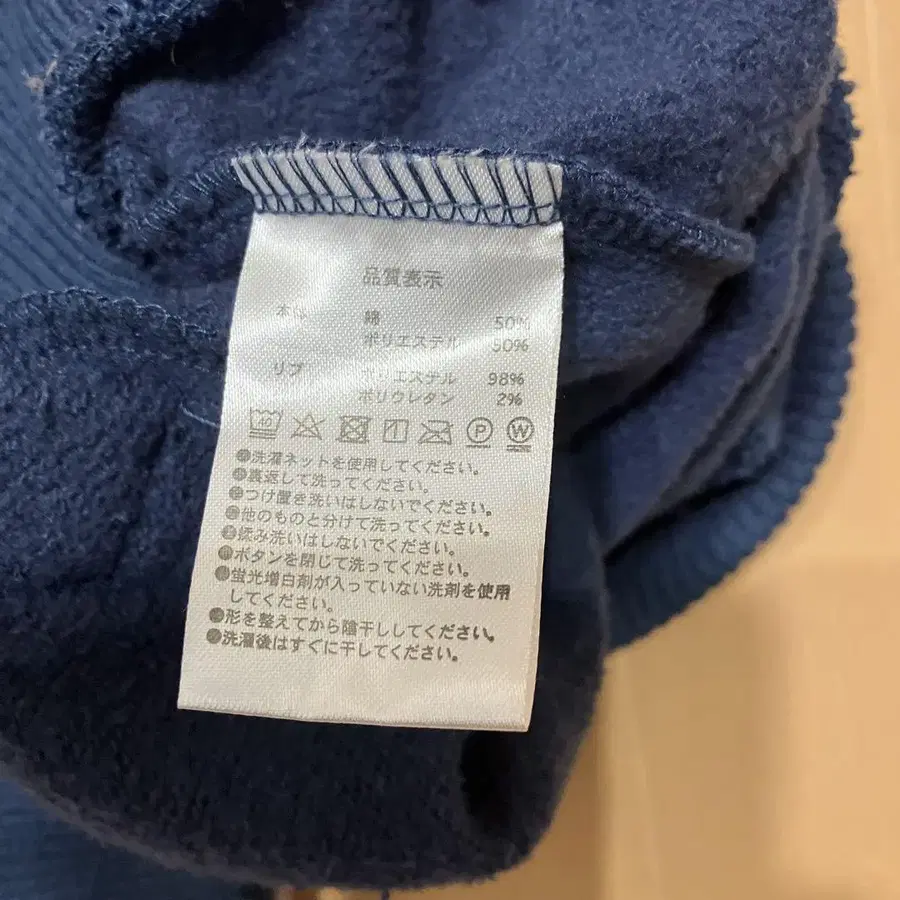 品質表示
本体 綿 50%
ポリエステル 50%
リブ ポリエステル 98%
ポリウレタン 2%
40 P W
●洗濯ネットを使用してください。
●裏返して洗ってください。
●つけ置き洗いはしないでください。
●他のものと分けて洗ってください。
●揉み洗いはしないでください。
●ボタンを閉じて洗ってください。
●蛍光増白剤が入っていない洗剤を使用
してください。
●形を整えてから陰干ししてください。
●洗濯後はすぐに干してください。